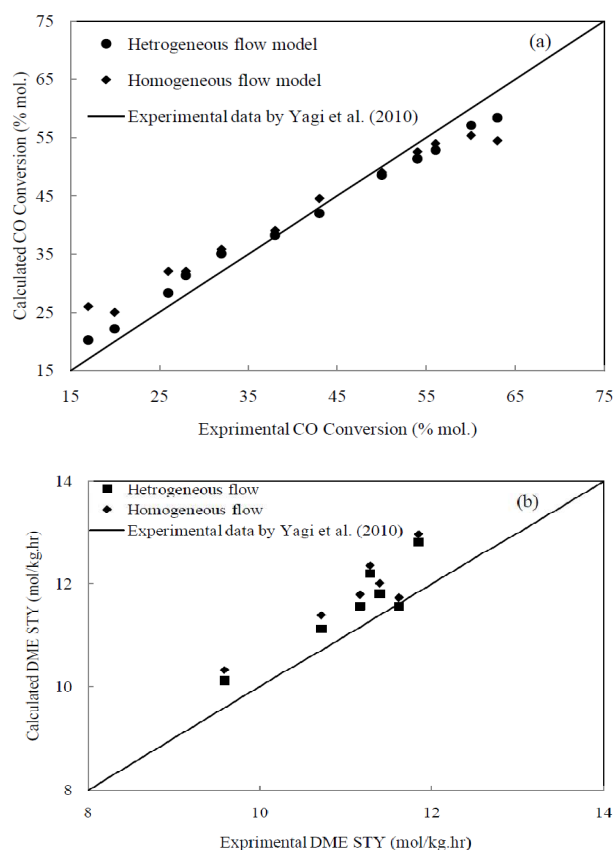 75
65
55
45
35
25
15
Calculated CO Conversion (% mol.)
(a)
Hetrogeneous flow model
Homogeneous flow model
Experimental data by Yagi et al. (2010)
15 25 35 45 55 65 75
Exprimental CO Conversion (% mol.)
14
12
10
8
Calculated DME STY (mol/kg.hr)
(b)
Hetrogeneous flow
Homogeneous flow
Experimental data by Yagi et al. (2010)
8 10 12 14
Exprimental DME STY (mol/kg.hr)